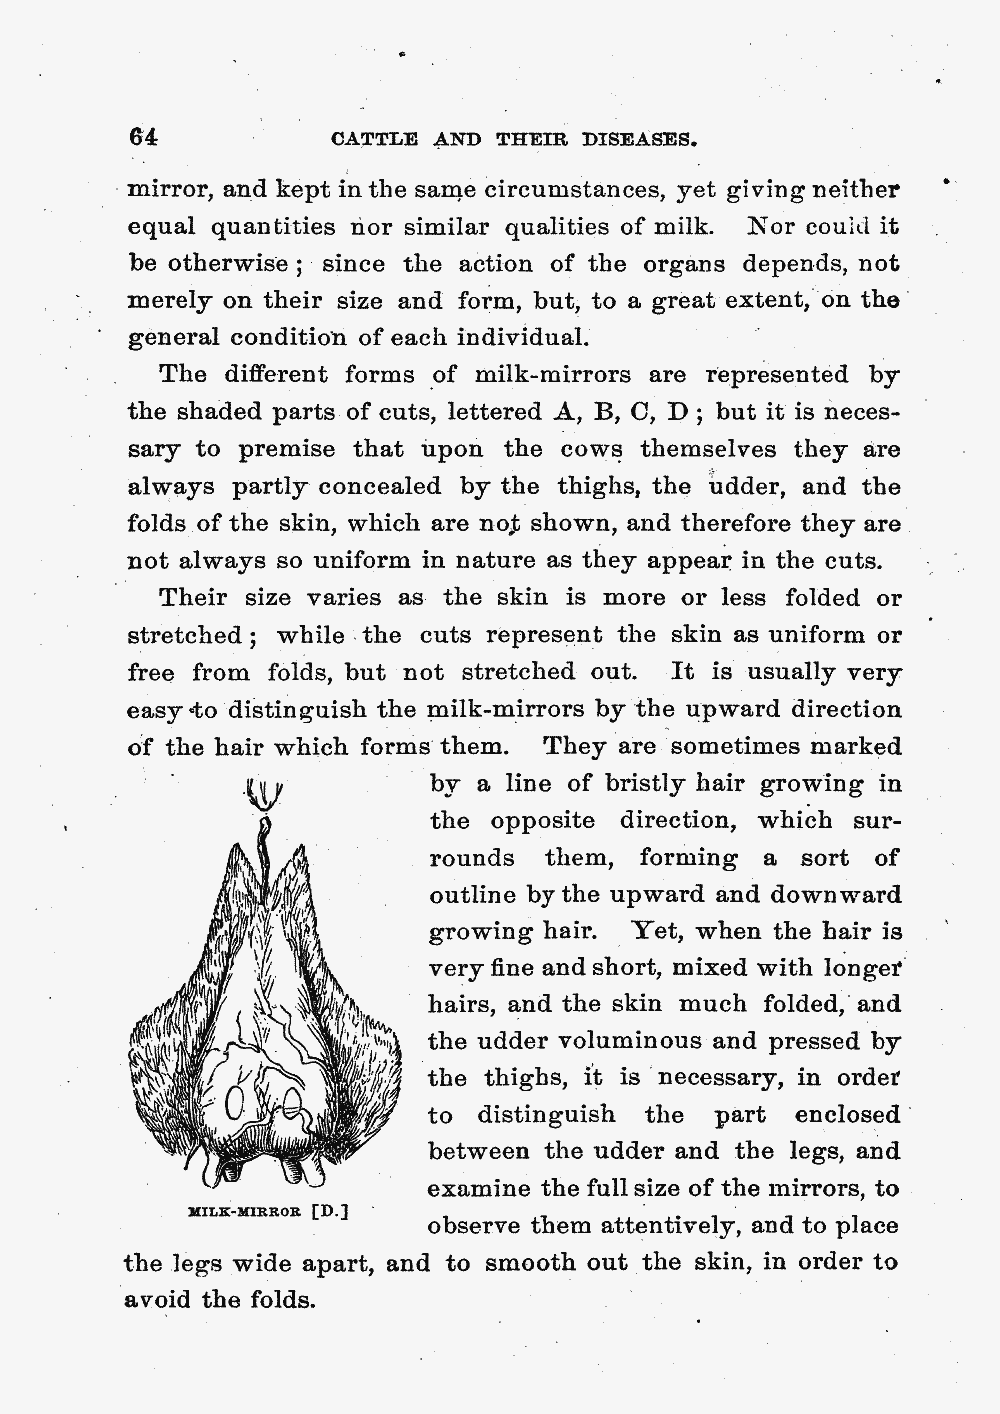 64 CATTLE AND THEIR DISEASES.
mirror, and kept in the same circumstances, yet giving neither
equal quantities nor similar qualities of milk. Nor could it
be otherwise ; since the action of the organs depends, not
merely on their size and form, but, to a great extent, on the
general condition of each individual.
The different forms of milk-mirrors are represented by
the shaded parts of cuts, lettered A, B, C, D ; but it is neces-
sary to premise that upon the cows themselves they are
always partly concealed by the thighs, the udder, and the
folds of the skin, which are not shown, and therefore they are
not always so uniform in nature as they appear in the cuts.
Their size varies as the skin is more or less folded or
stretched ; while the cuts represent the skin as uniform or
free from folds, but not stretched out. It is usually very
easy to distinguish the milk-mirrors by the upward direction
of the hair which forms them. They are sometimes marked
by a line of bristly hair growing in
the opposite direction, which sur-
rounds them, forming a sort of
outline by the upward and downward
growing hair. Yet, when the hair is
very fine and short, mixed with longer
hairs, and the skin much folded, and
the udder voluminous and pressed by
the thighs, it is necessary, in order
to distinguish the part enclosed
between the udder and the legs, and
examine the full size of the mirrors, to
observe them attentively, and to place
MILK-MIRROR [D.]
the legs wide apart, and to smooth out the skin, in order to
avoid the folds.